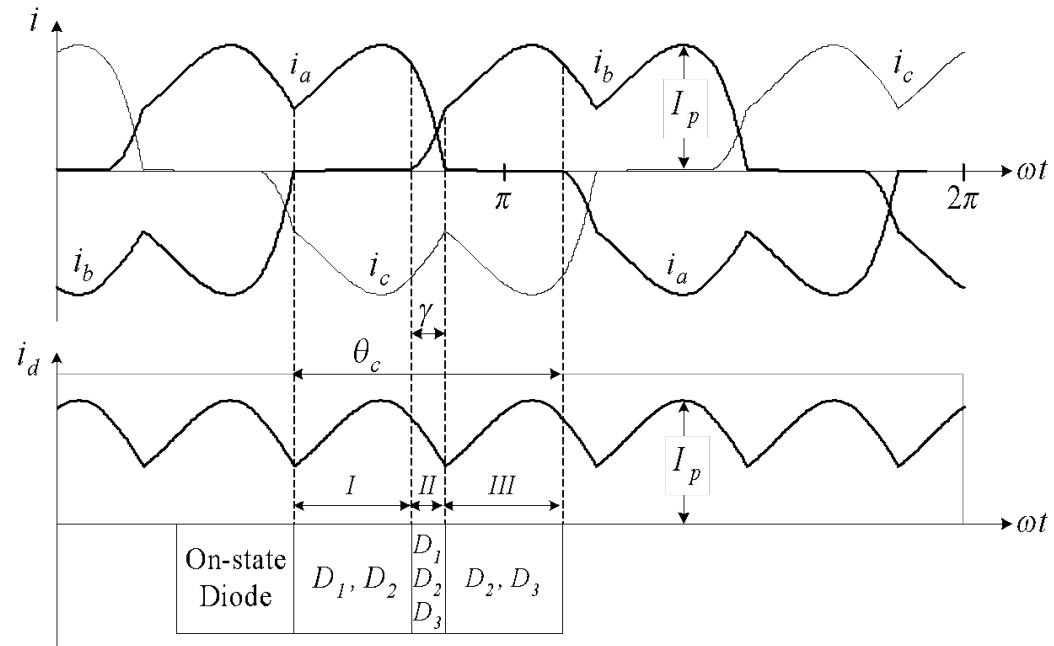 i
i_a
i_b
i_c
I_p
ωt
π
2π
i_b
i_c
i_a
γ
θ_c
i_d
I_p
I
II
III
ωt
On-state
Diode
D_1, D_2
D_1
D_2
D_3
D_2, D_3